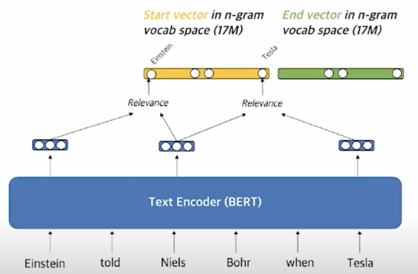 Start vector in n-gram
vocab space (17M)
End vector in n-gram
vocab space (17M)
Einstein
Tesla
Relevance
Relevance
Text Encoder (BERT)
Einstein told Niels Bohr when Tesla